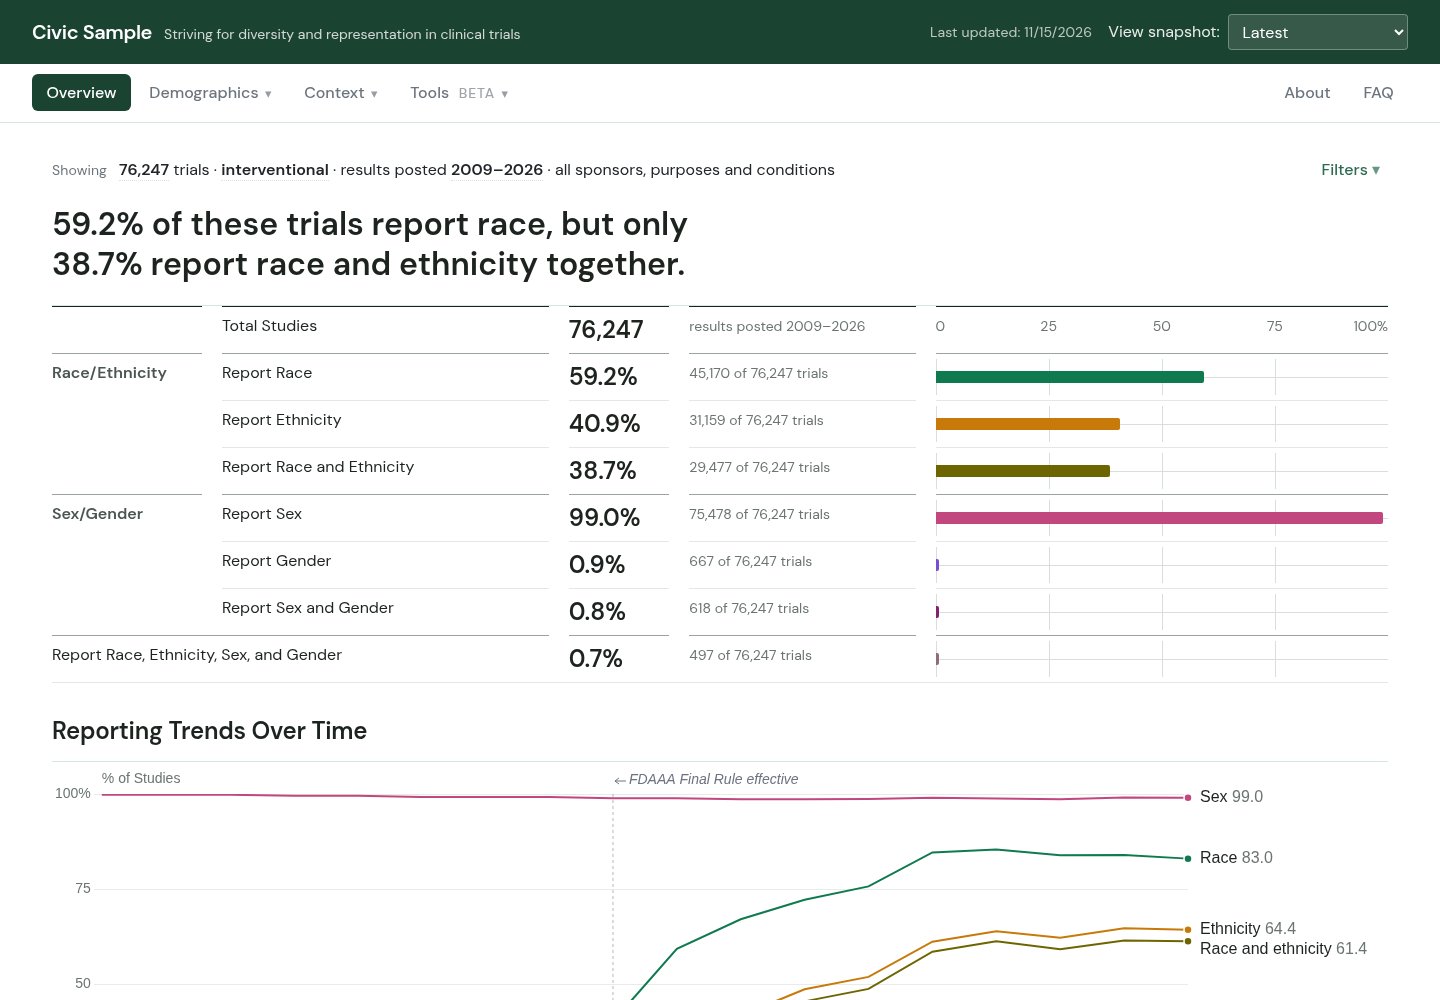 Civic Sample Striving for diversity and representation in clinical trials Last updated: 11/15/2026 View snapshot: Latest
Overview Demographics ▾ Context ▾ Tools BETA ▾ About FAQ
Showing 76,247 trials · interventional · results posted 2009–2026 · all sponsors, purposes and conditions Filters ▾
59.2% of these trials report race, but only
38.7% report race and ethnicity together.
Total Studies 76,247 results posted 2009–2026 0 25 50 75 100%
Race/Ethnicity Report Race 59.2% 45,170 of 76,247 trials
Report Ethnicity 40.9% 31,159 of 76,247 trials
Report Race and Ethnicity 38.7% 29,477 of 76,247 trials
Sex/Gender Report Sex 99.0% 75,478 of 76,247 trials
Report Gender 0.9% 667 of 76,247 trials
Report Sex and Gender 0.8% 618 of 76,247 trials
Report Race, Ethnicity, Sex, and Gender 0.7% 497 of 76,247 trials
Reporting Trends Over Time
% of Studies ← FDAAA Final Rule effective
100% Sex 99.0
Race 83.0
75
Ethnicity 64.4
Race and ethnicity 61.4
50